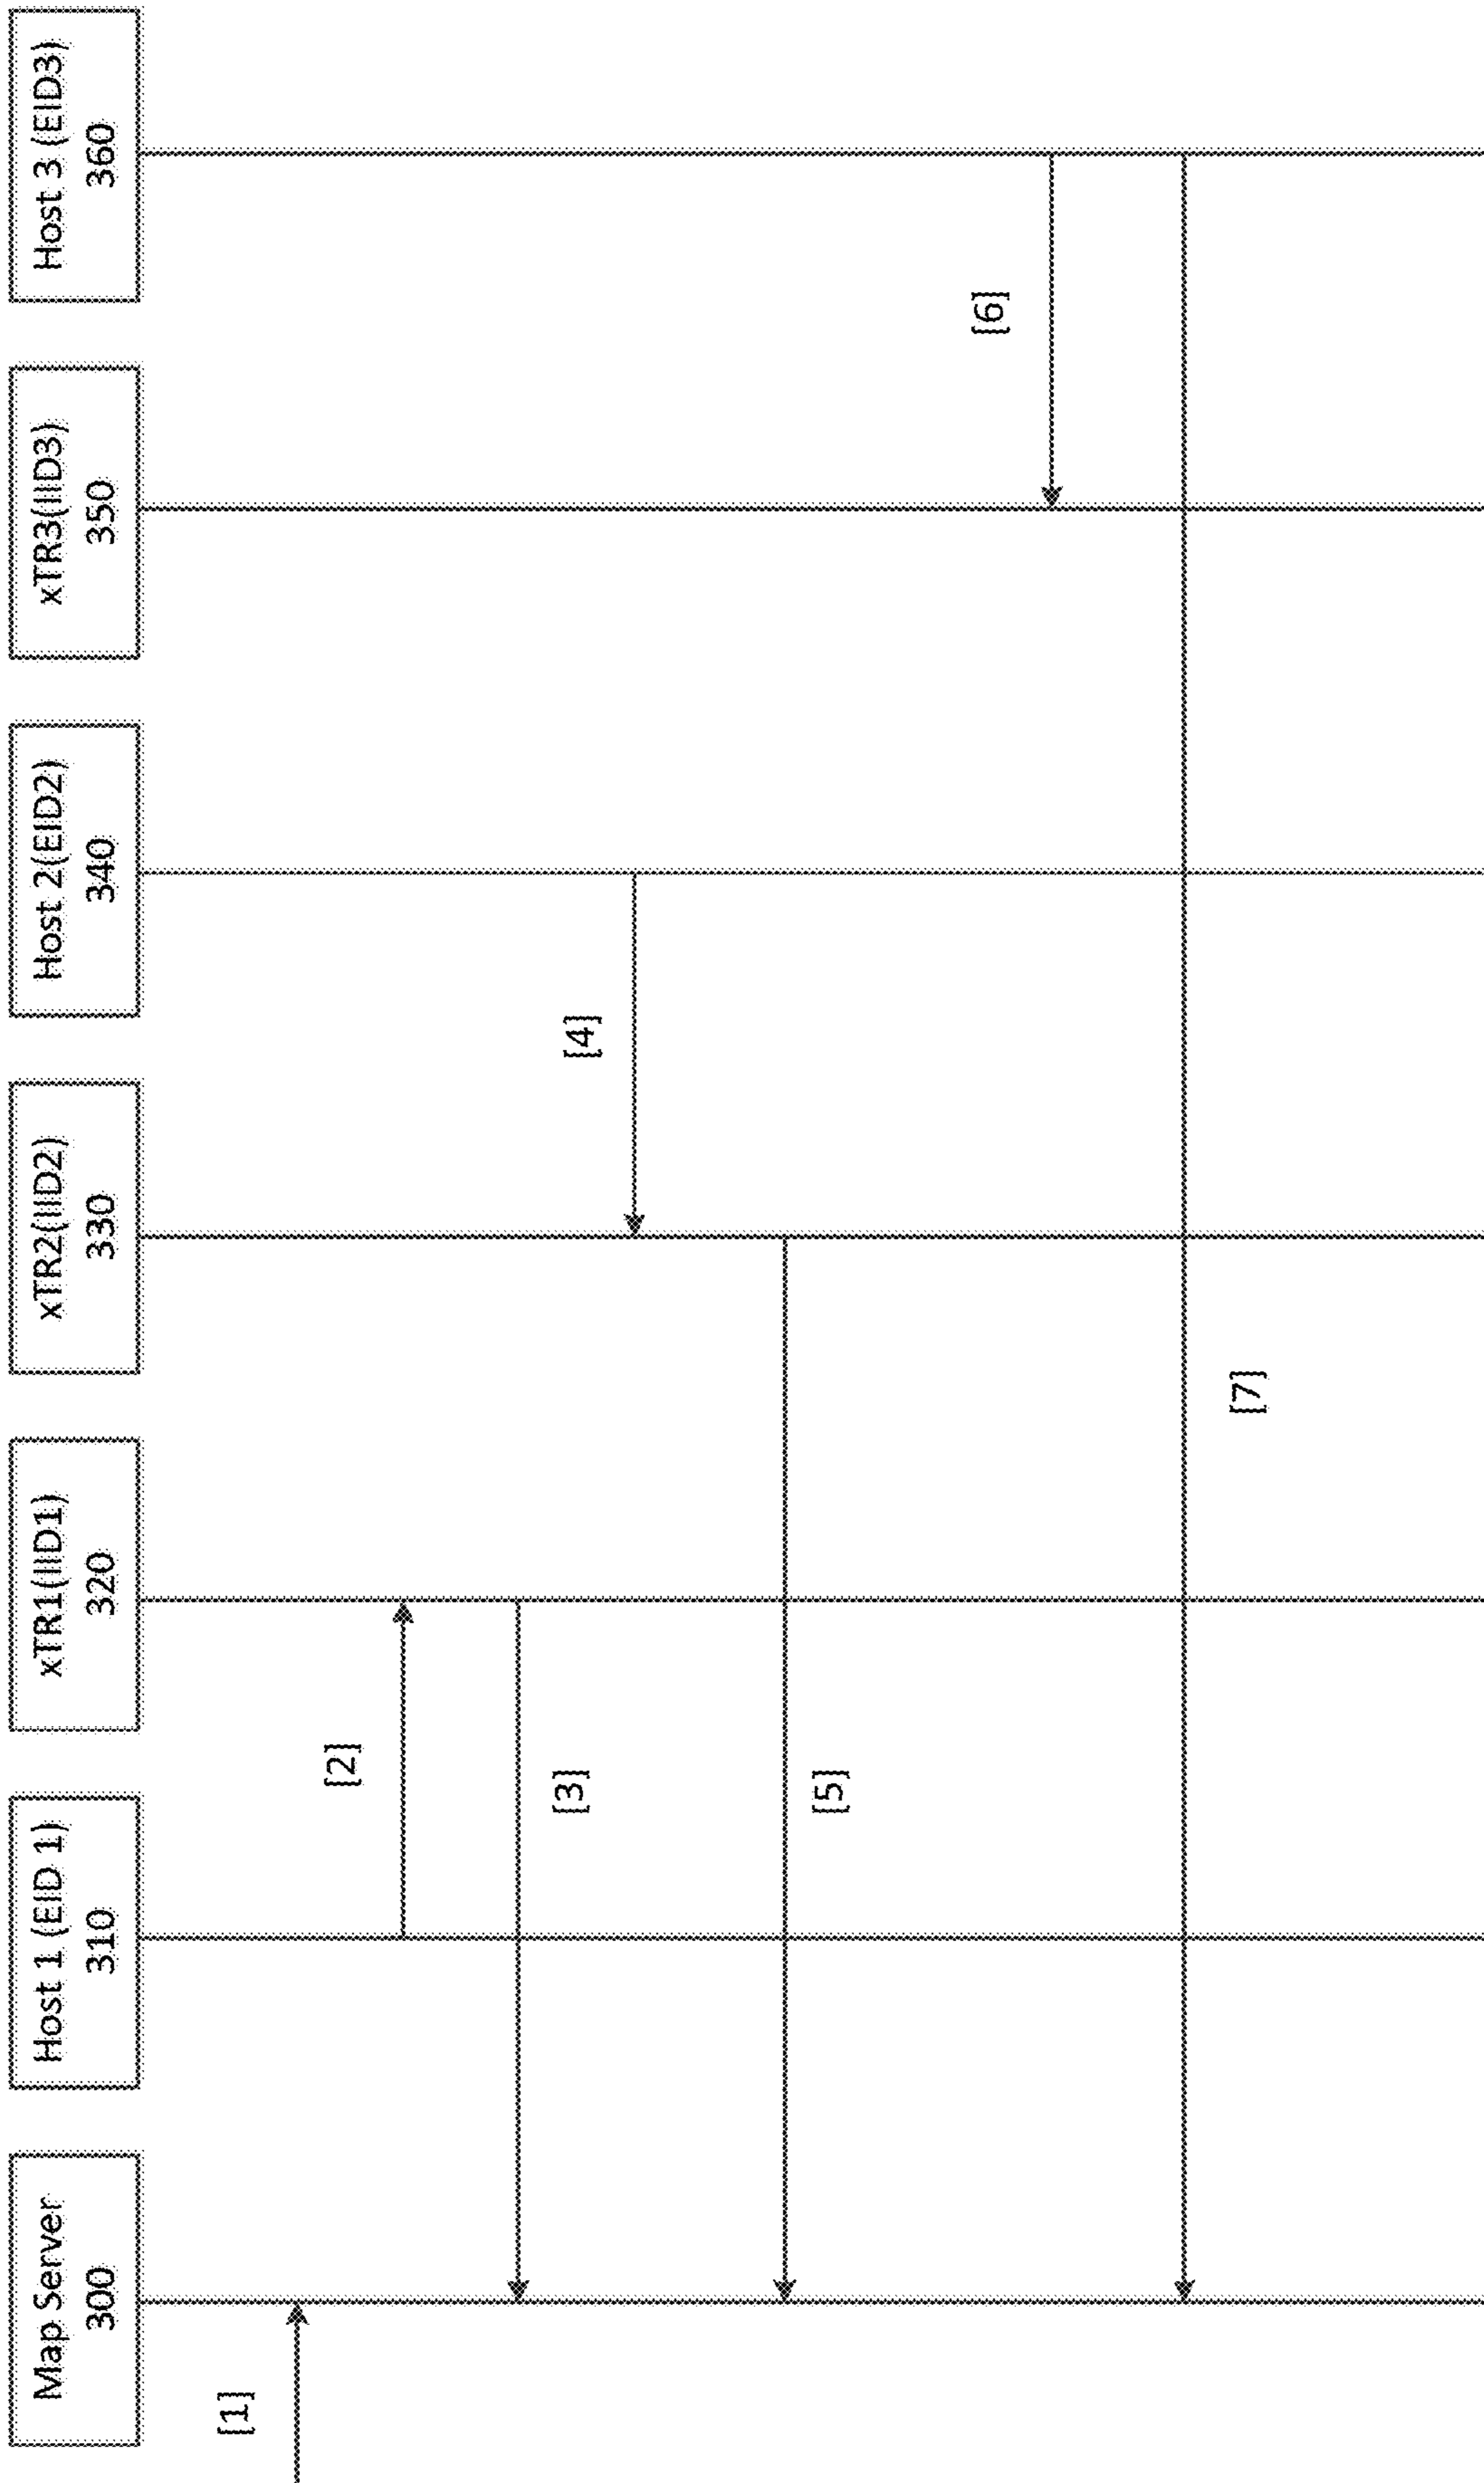 Map Server
300
Host 1 (EID 1)
310
xTR1(IID1)
320
xTR2(IID2)
330
Host 2(EID2)
340
xTR3(IID3)
350
Host 3 (EID3)
360
[1]
[2]
[3]
[4]
[5]
[6]
[7]